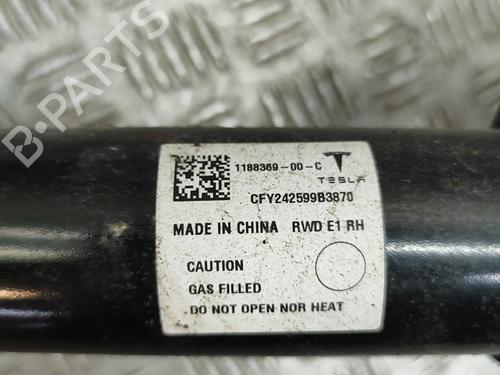 1188369-00-C
TESLA
CFY242599B3870
MADE IN CHINA RWD E1 RH
CAUTION
GAS FILLED
DO NOT OPEN NOR HEAT
B-PARTS